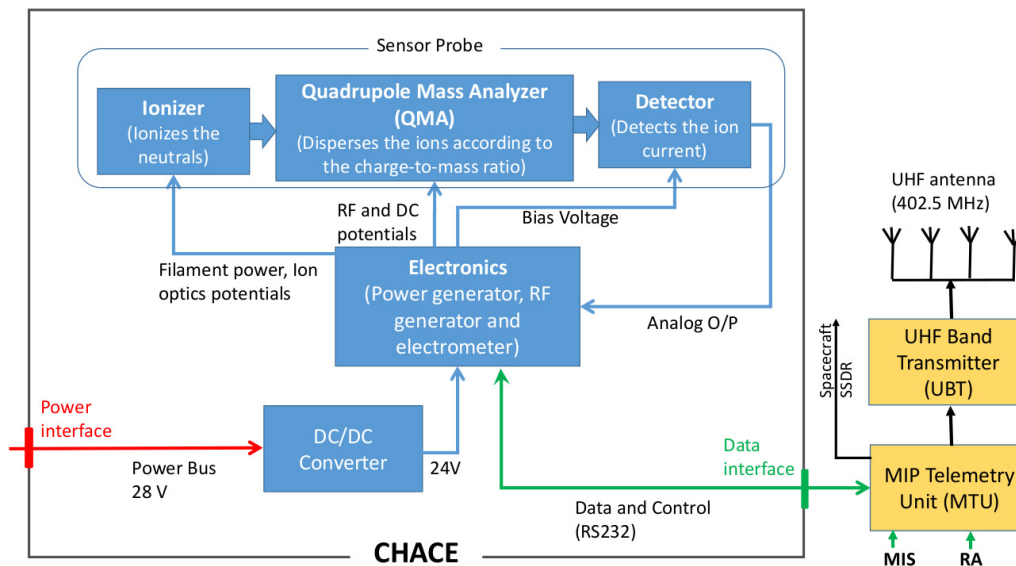 Sensor Probe
Ionizer
(Ionizes the
neutrals)
Quadrupole Mass Analyzer
(QMA)
(Disperses the ions according to
the charge-to-mass ratio)
Detector
(Detects the ion
current)
RF and DC
potentials
Bias Voltage
Filament power, Ion
optics potentials
Electronics
(Power generator, RF
generator and
electrometer)
Analog O/P
Power
interface
Power Bus
28 V
DC/DC
Converter
24V
Data
interface
Data and Control
(RS232)
CHACE
UHF antenna
(402.5 MHz)
UHF Band
Transmitter
(UBT)
Spacecraft
SSDR
MIP Telemetry
Unit (MTU)
MIS
RA